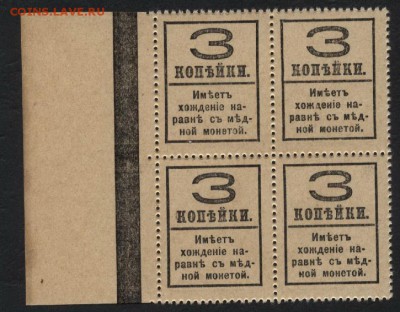 COINS.LAVE.RU
3
КОПѢЙКИ.
Имѣетъ
хожденіе на-
равнѣ съ мѣд-
ной монетой.
3
КОПѢЙКИ.
Имѣетъ
хожденіе на-
равнѣ съ мѣд-
ной монетой.
3
КОПѢЙКИ.
Имѣетъ
хожденіе на-
равнѣ съ мѣд-
ной монетой.
3
КОПѢЙКИ.
Имѣетъ
хожденіе на-
равнѣ съ мѣд-
ной монетой.